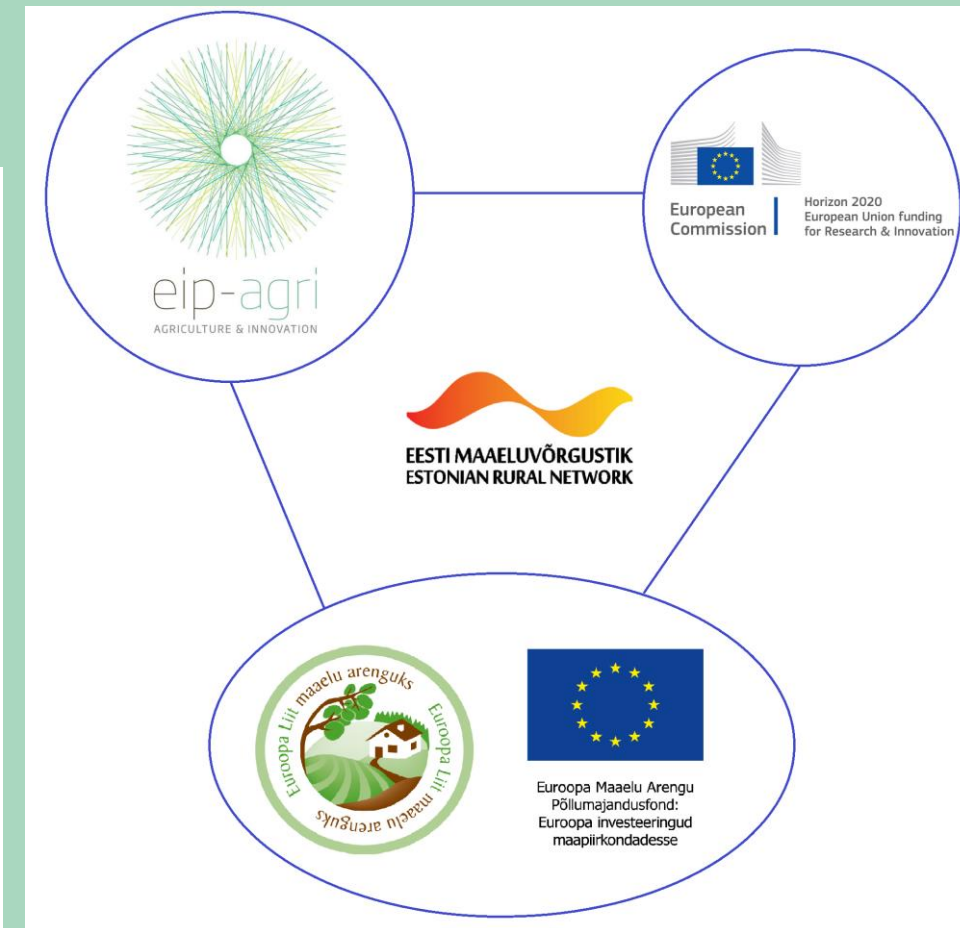 eip-agri
AGRICULTURE & INNOVATION
European
Commission
Horizon 2020
European Union funding
for Research & Innovation
EESTI MAAELUVÕRGUSTIK
ESTONIAN RURAL NETWORK
Euroopa Liit maaelu arenguks
Euroopa Liit maaelu arenguks
Euroopa Maaelu Arengu
Põllumajandusfond:
Euroopa investeeringud
maapiirkondadesse